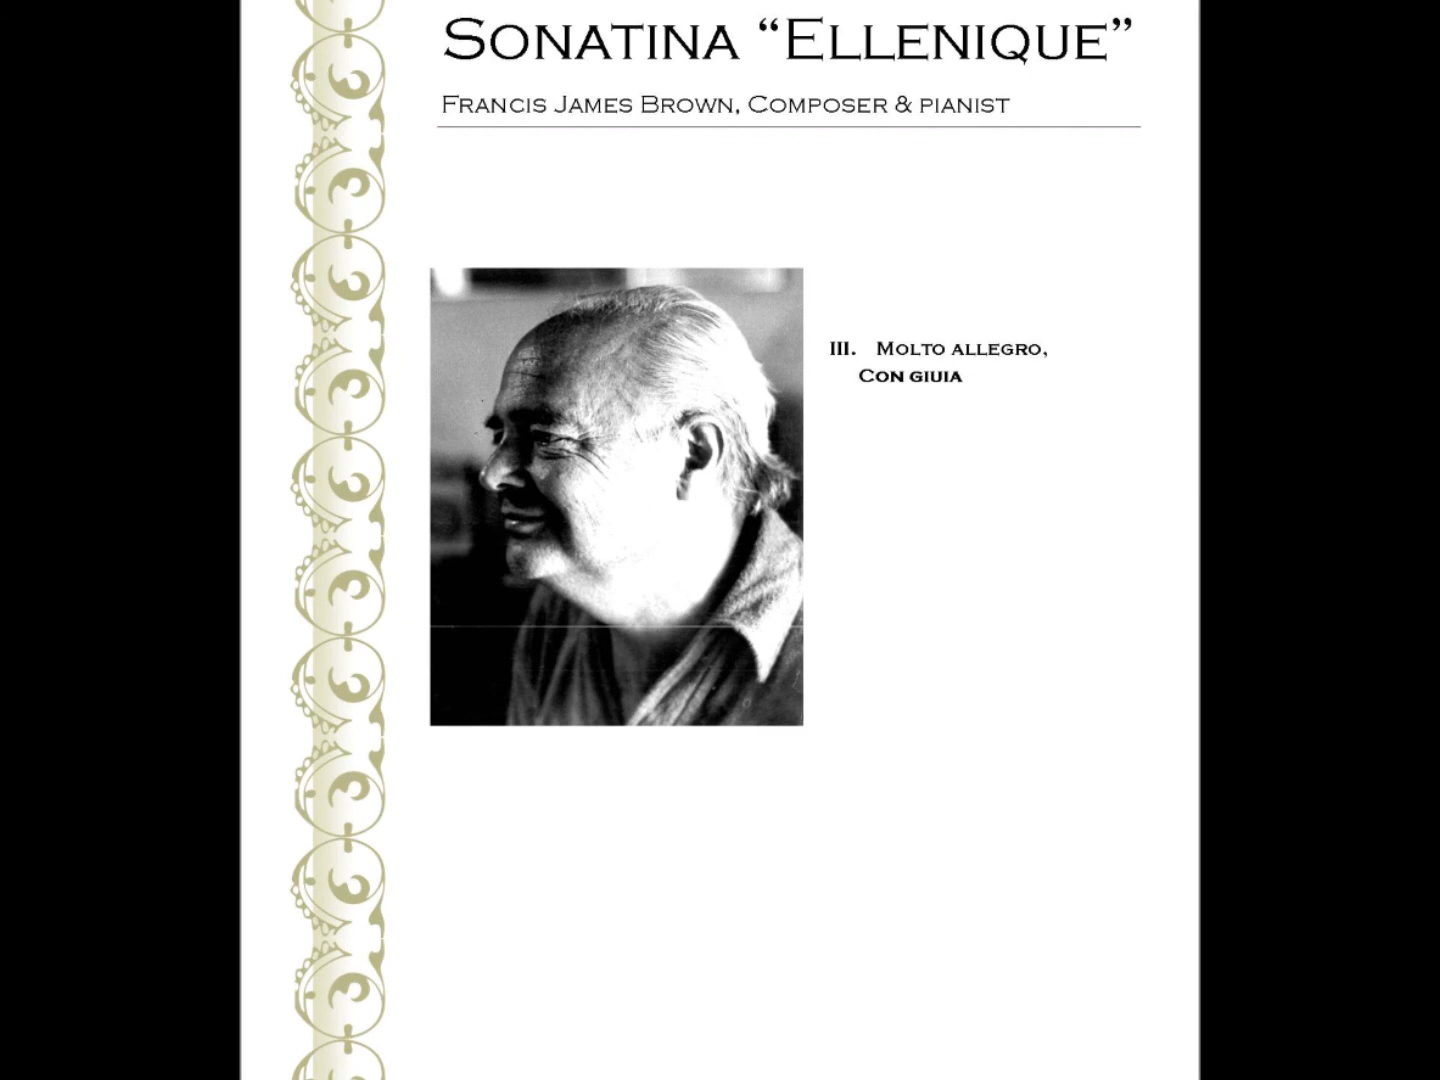 SONATINA “ELLENIQUE”
FRANCIS JAMES BROWN, COMPOSER & PIANIST
III. MOLTO ALLEGRO,
CON GIUIA